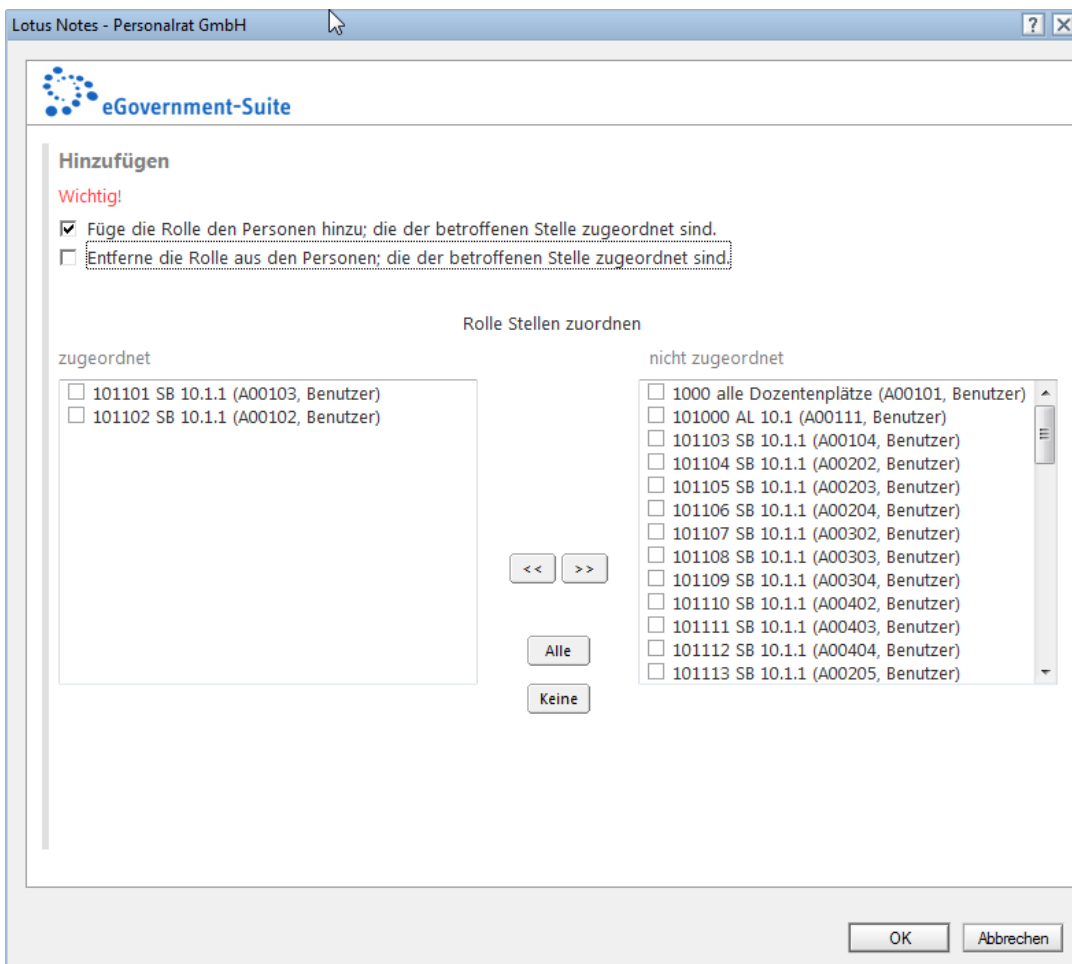 Lotus Notes - Personalrat GmbH
eGovernment-Suite
Hinzufügen
Wichtig!
Füge die Rolle den Personen hinzu; die der betroffenen Stelle zugeordnet sind.
Entferne die Rolle aus den Personen; die der betroffenen Stelle zugeordnet sind.
Rolle Stellen zuordnen
zugeordnet
101101 SB 10.1.1 (A00103, Benutzer)
101102 SB 10.1.1 (A00102, Benutzer)
<< >>
Alle
Keine
nicht zugeordnet
1000 alle Dozentenplätze (A00101, Benutzer)
101000 AL 10.1 (A00111, Benutzer)
101103 SB 10.1.1 (A00104, Benutzer)
101104 SB 10.1.1 (A00202, Benutzer)
101105 SB 10.1.1 (A00203, Benutzer)
101106 SB 10.1.1 (A00204, Benutzer)
101107 SB 10.1.1 (A00302, Benutzer)
101108 SB 10.1.1 (A00303, Benutzer)
101109 SB 10.1.1 (A00304, Benutzer)
101110 SB 10.1.1 (A00402, Benutzer)
101111 SB 10.1.1 (A00403, Benutzer)
101112 SB 10.1.1 (A00404, Benutzer)
101113 SB 10.1.1 (A00205, Benutzer)
OK Abbrechen